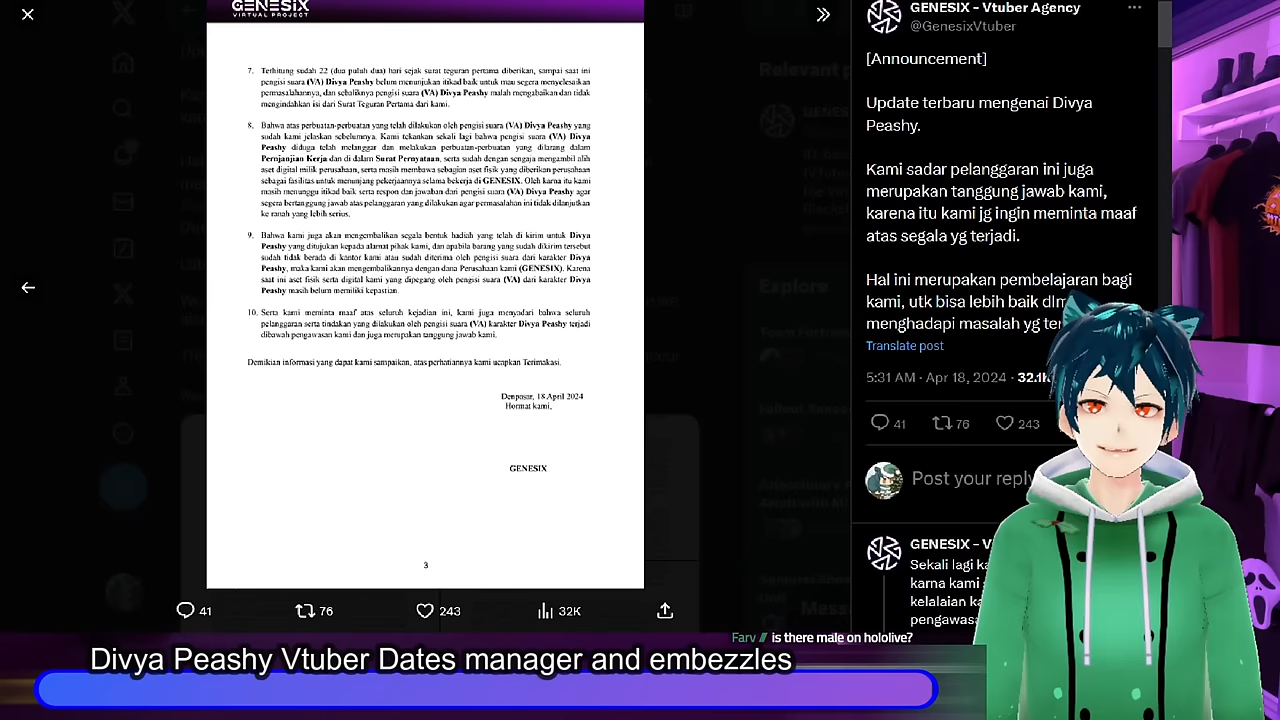 GENESIX
VIRTUAL PROJECT
7. Terhitung sudah 22 (dua puluh dua) hari sejak surat teguran pertama diberikan, sampai saat ini
pengisi suara (VA) Divya Peashy belum menunjukan itikad baik untuk mau segera menyelesaikan
permasalahannya, dan sebaliknya pengisi suara (VA) Divya Peashy malah mengabaikan dan tidak
mengindahkan isi dari Surat Teguran Pertama dari kami.
8. Bahwa atas perbuatan-perbuatan yang telah dilakukan oleh pengisi suara (VA) Divya Peashy yang
sudah kami jelaskan sebelumnya. Kami tekankan sekali lagi bahwa pengisi suara (VA) Divya
Peashy diduga telah melanggar dan melakukan perbuatan-perbuatan yang dilarang dalam
Pernjanjian Kerja dan di dalam Surat Pernyataan, serta sudah dengan sengaja mengambil alih
aset digital milik perusahaan, serta masih membawa sebagian aset fisik yang diberikan perusahaan
sebagai fasilitas untuk menunjang pekerjaannya selama bekerja di GENESIX. Oleh karna itu kami
masih menunggu itikad baik serta respon dan jawaban dari pengisi suara (VA) Divya Peashy agar
segera bertanggung jawab atas pelanggaran yang dilakukan agar permasalahan ini tidak dilanjutkan
ke ranah yang lebih serius.
9. Bahwa kami juga akan mengembalikan segala bentuk hadiah yang telah di kirim untuk Divya
Peashy yang ditujukan kepada alamat pihak kami, dan apabila barang yang sudah dikirim tersebut
sudah tidak berada di kantor kami atau sudah diterima oleh pengisi suara dari karakter Divya
Peashy, maka kami akan mengembalikannya dengan dana Perusahaan kami (GENESIX). Karena
saat ini aset fisik serta digital kami yang dipegang oleh pengisi suara (VA) dari karakter Divya
Peashy masih belum memiliki kepastian.
10. Serta kami meminta maaf atas seluruh kejadian ini, kami juga menyadari bahwa seluruh
pelanggaran serta tindakan yang dilakukan oleh pengisi suara (VA) karakter Divya Peashy terjadi
dibawah pengawasan kami dan juga merupakan tanggung jawab kami.
Demikian informasi yang dapat kami sampaikan, atas perhatiannya kami ucapkan Terimakasi.
Denpasar, 18 April 2024
Hormat kami,
GENESIX
3
41
76
243
32K
GENESIX - Vtuber Agency
@GenesixVtuber
[Announcement]
Update terbaru mengenai Divya
Peashy.
Kami sadar pelanggaran ini juga
merupakan tanggung jawab kami,
karena itu kami jg ingin meminta maaf
atas segala yg terjadi.
Hal ini merupakan pembelajaran bagi
kami, utk bisa lebih baik dlm
menghadapi masalah yg
Translate post
5:31 AM · Apr 18, 2024 · 32.1K
41
76
243
Post your reply
GENESIX -
Sekali lagi
karna kami
kelalaian
pengawasa
Farv // is there male on hololive?
Divya Peashy Vtuber Dates manager and embezzles